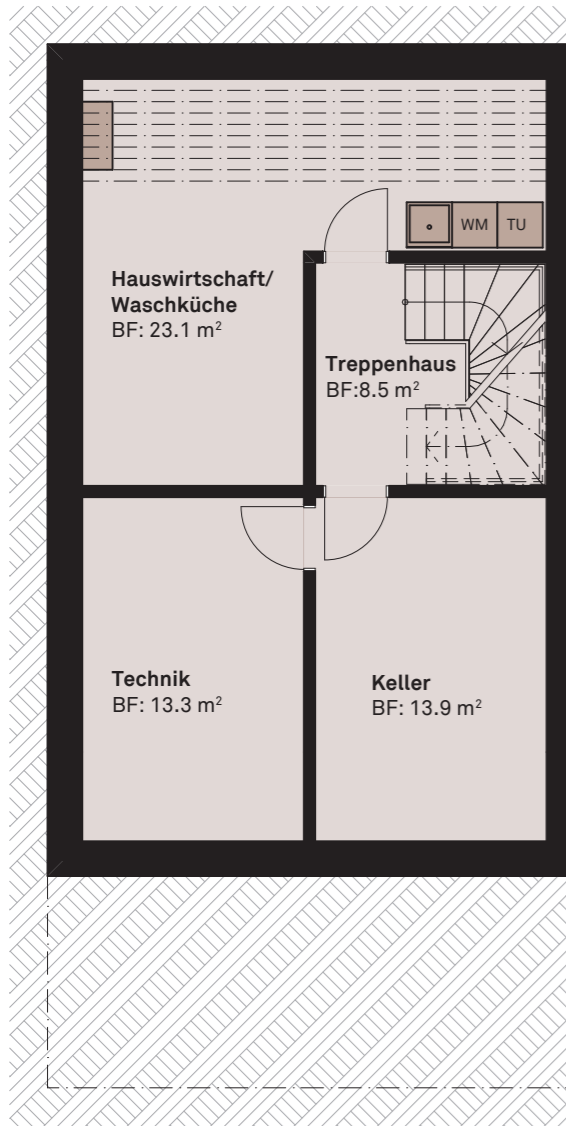 WM TU
Hauswirtschaft/
Waschküche
BF: 23.1 m²
Treppenhaus
BF:8.5 m²
Technik
BF: 13.3 m²
Keller
BF: 13.9 m²